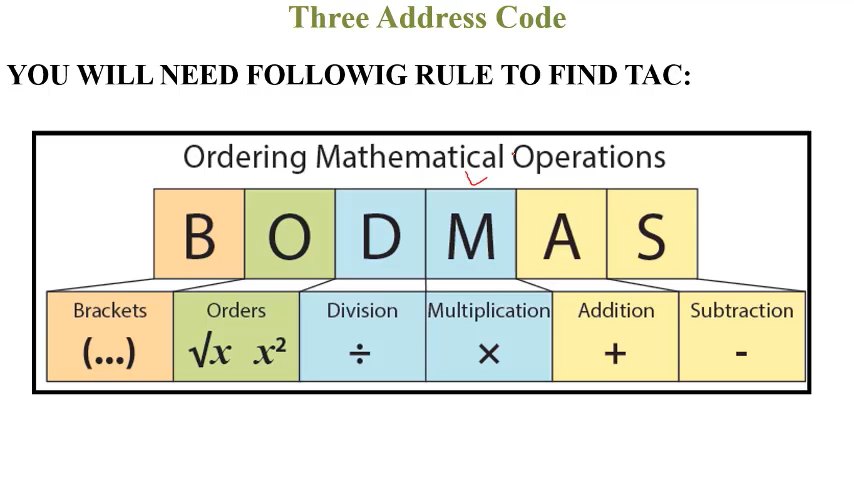 Three Address Code
YOU WILL NEED FOLLOWIG RULE TO FIND TAC:
Ordering Mathematical Operations
B O D M A S
Brackets Orders Division Multiplication Addition Subtraction
(...) √x x² ÷ × + -